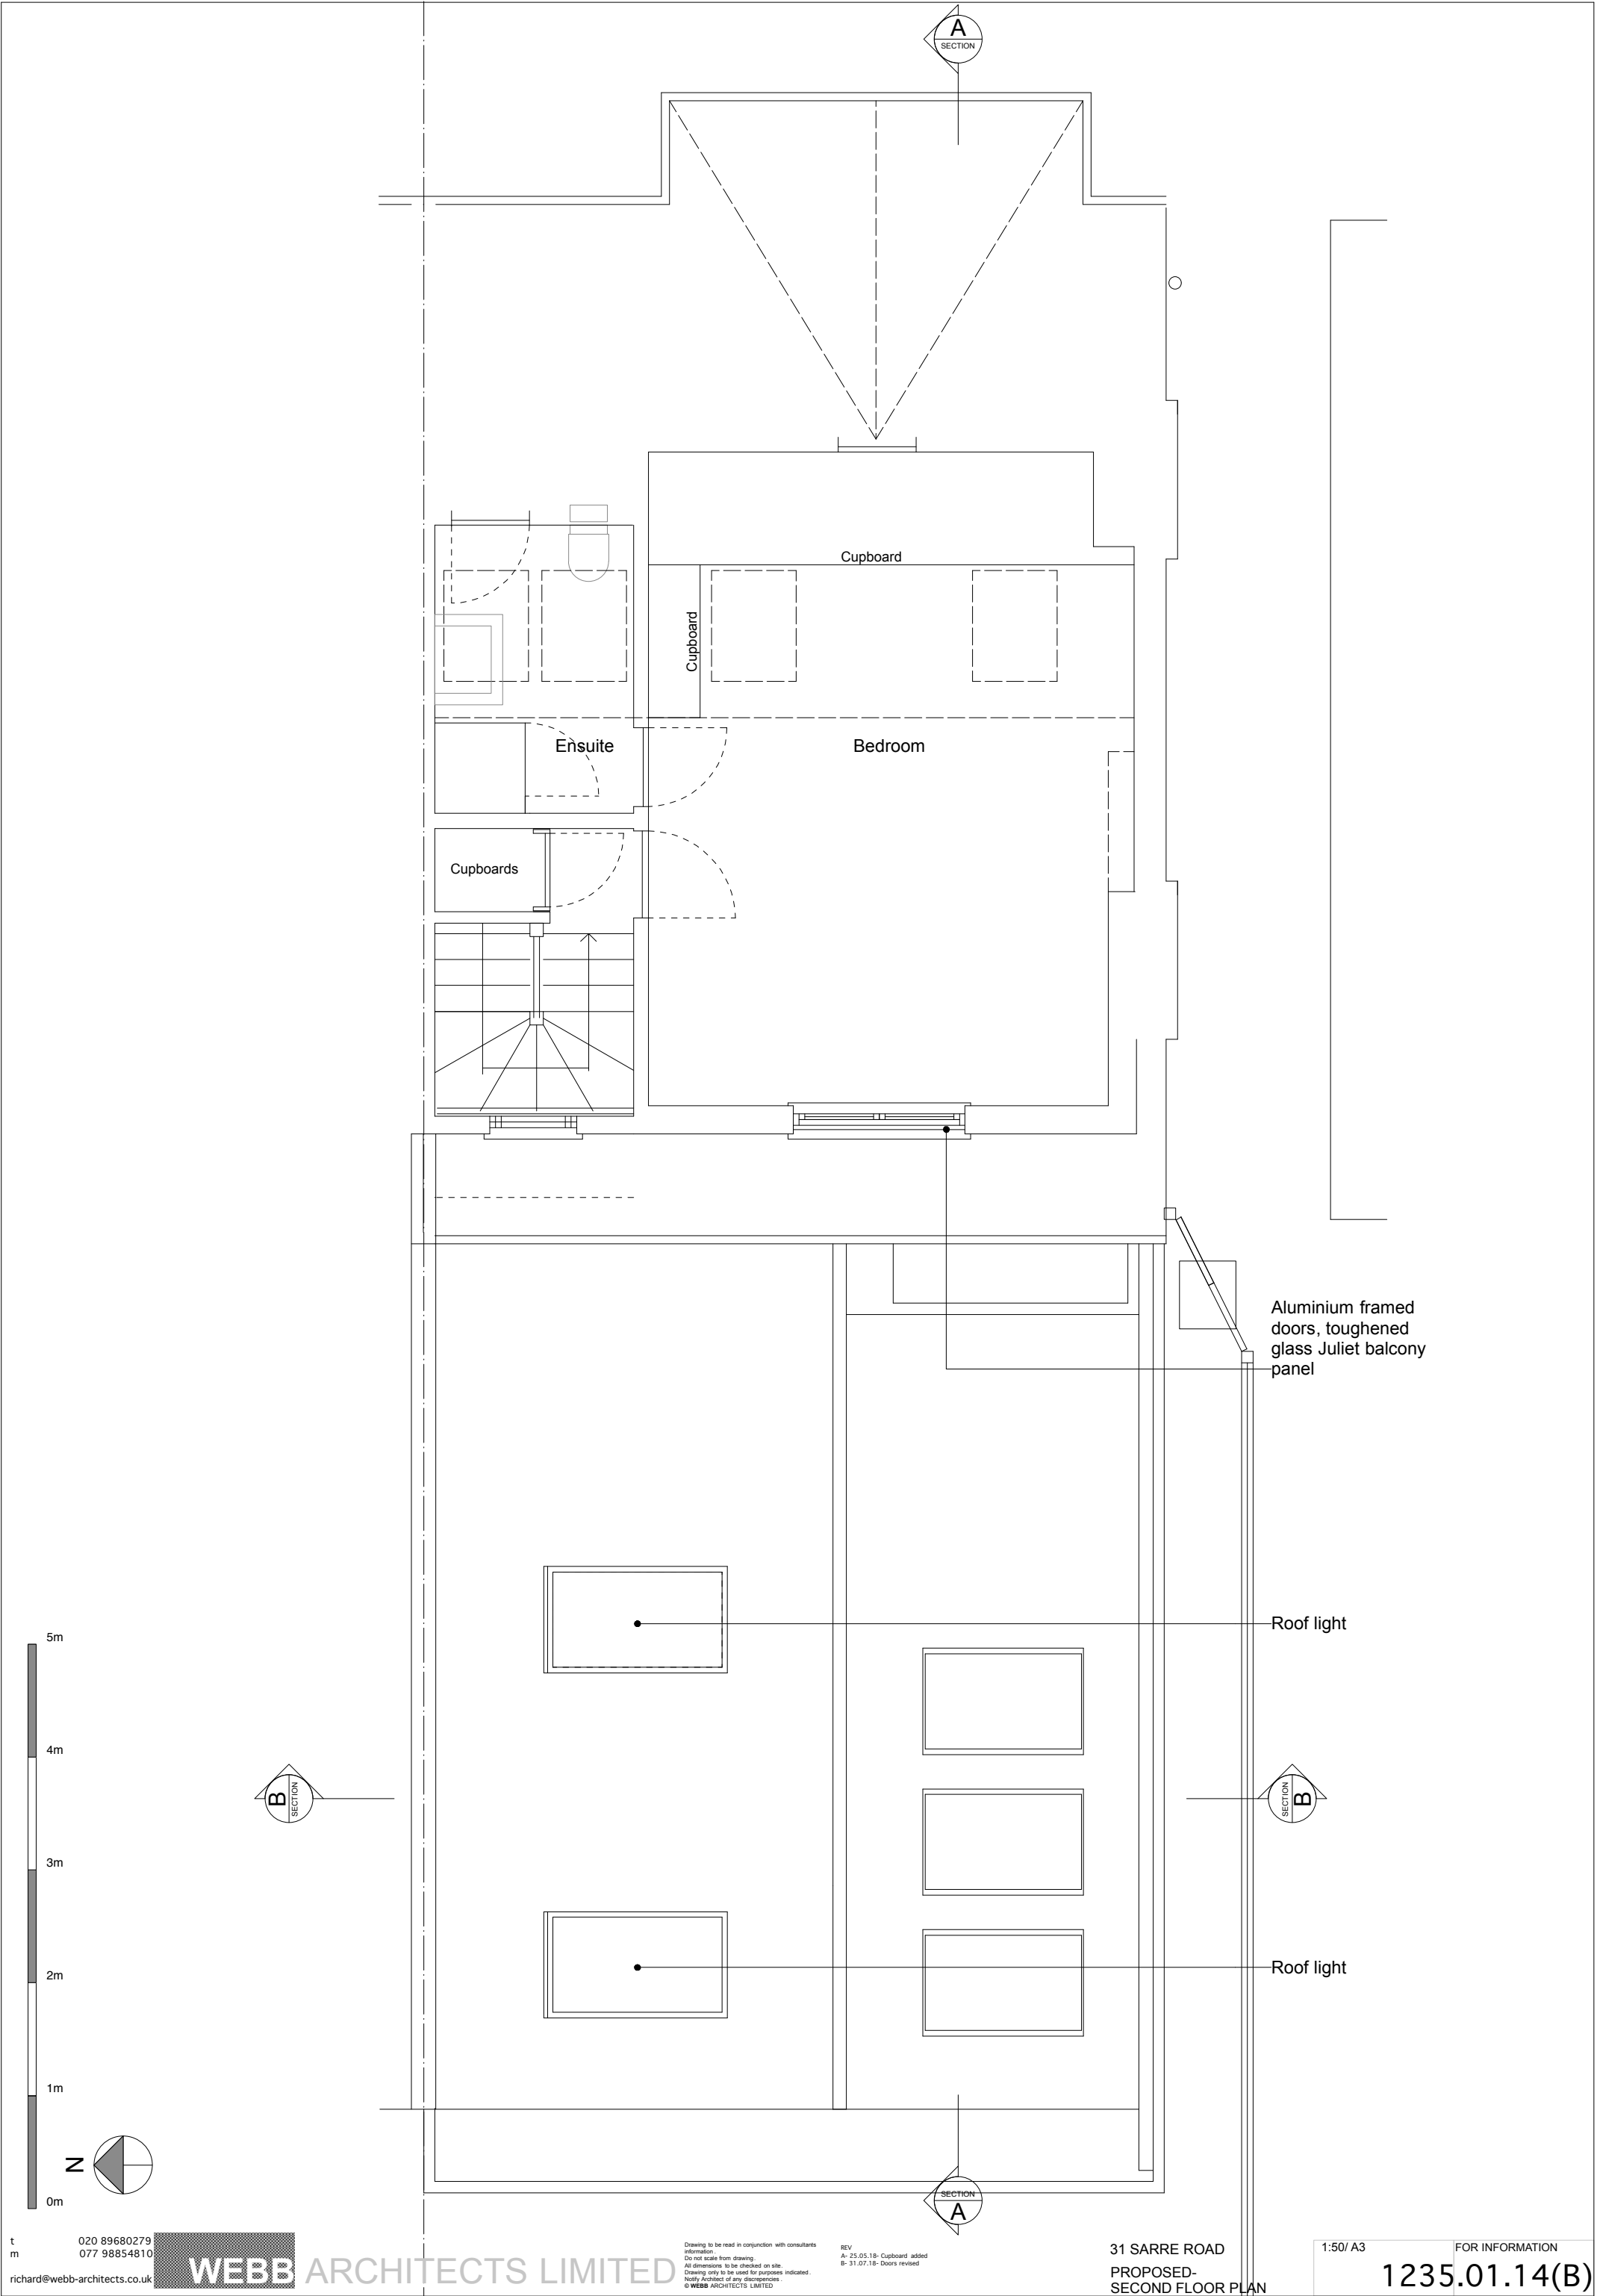 A
SECTION
Cupboard
Cupboard
Ensuite
Bedroom
Cupboards
Aluminium framed
doors, toughened
glass Juliet balcony
panel
Roof light
5m
4m
B
SECTION
SECTION
B
3m
Roof light
2m
1m
N
0m
SECTION
A
t 020 89680279
m 077 98854810
richard@webb-architects.co.uk
WEBB ARCHITECTS LIMITED
Drawing to be read in conjunction with consultants
information.
Do not scale from drawing.
All dimensions to be checked on site.
Drawing only to be used for purposes indicated.
Notify Architect of any discrepencies.
© WEBB ARCHITECTS LIMITED
REV
A- 25.05.18- Cupboard added
B- 31.07.18- Doors revised
31 SARRE ROAD
PROPOSED-
SECOND FLOOR PLAN
1:50/ A3
FOR INFORMATION
1235.01.14(B)